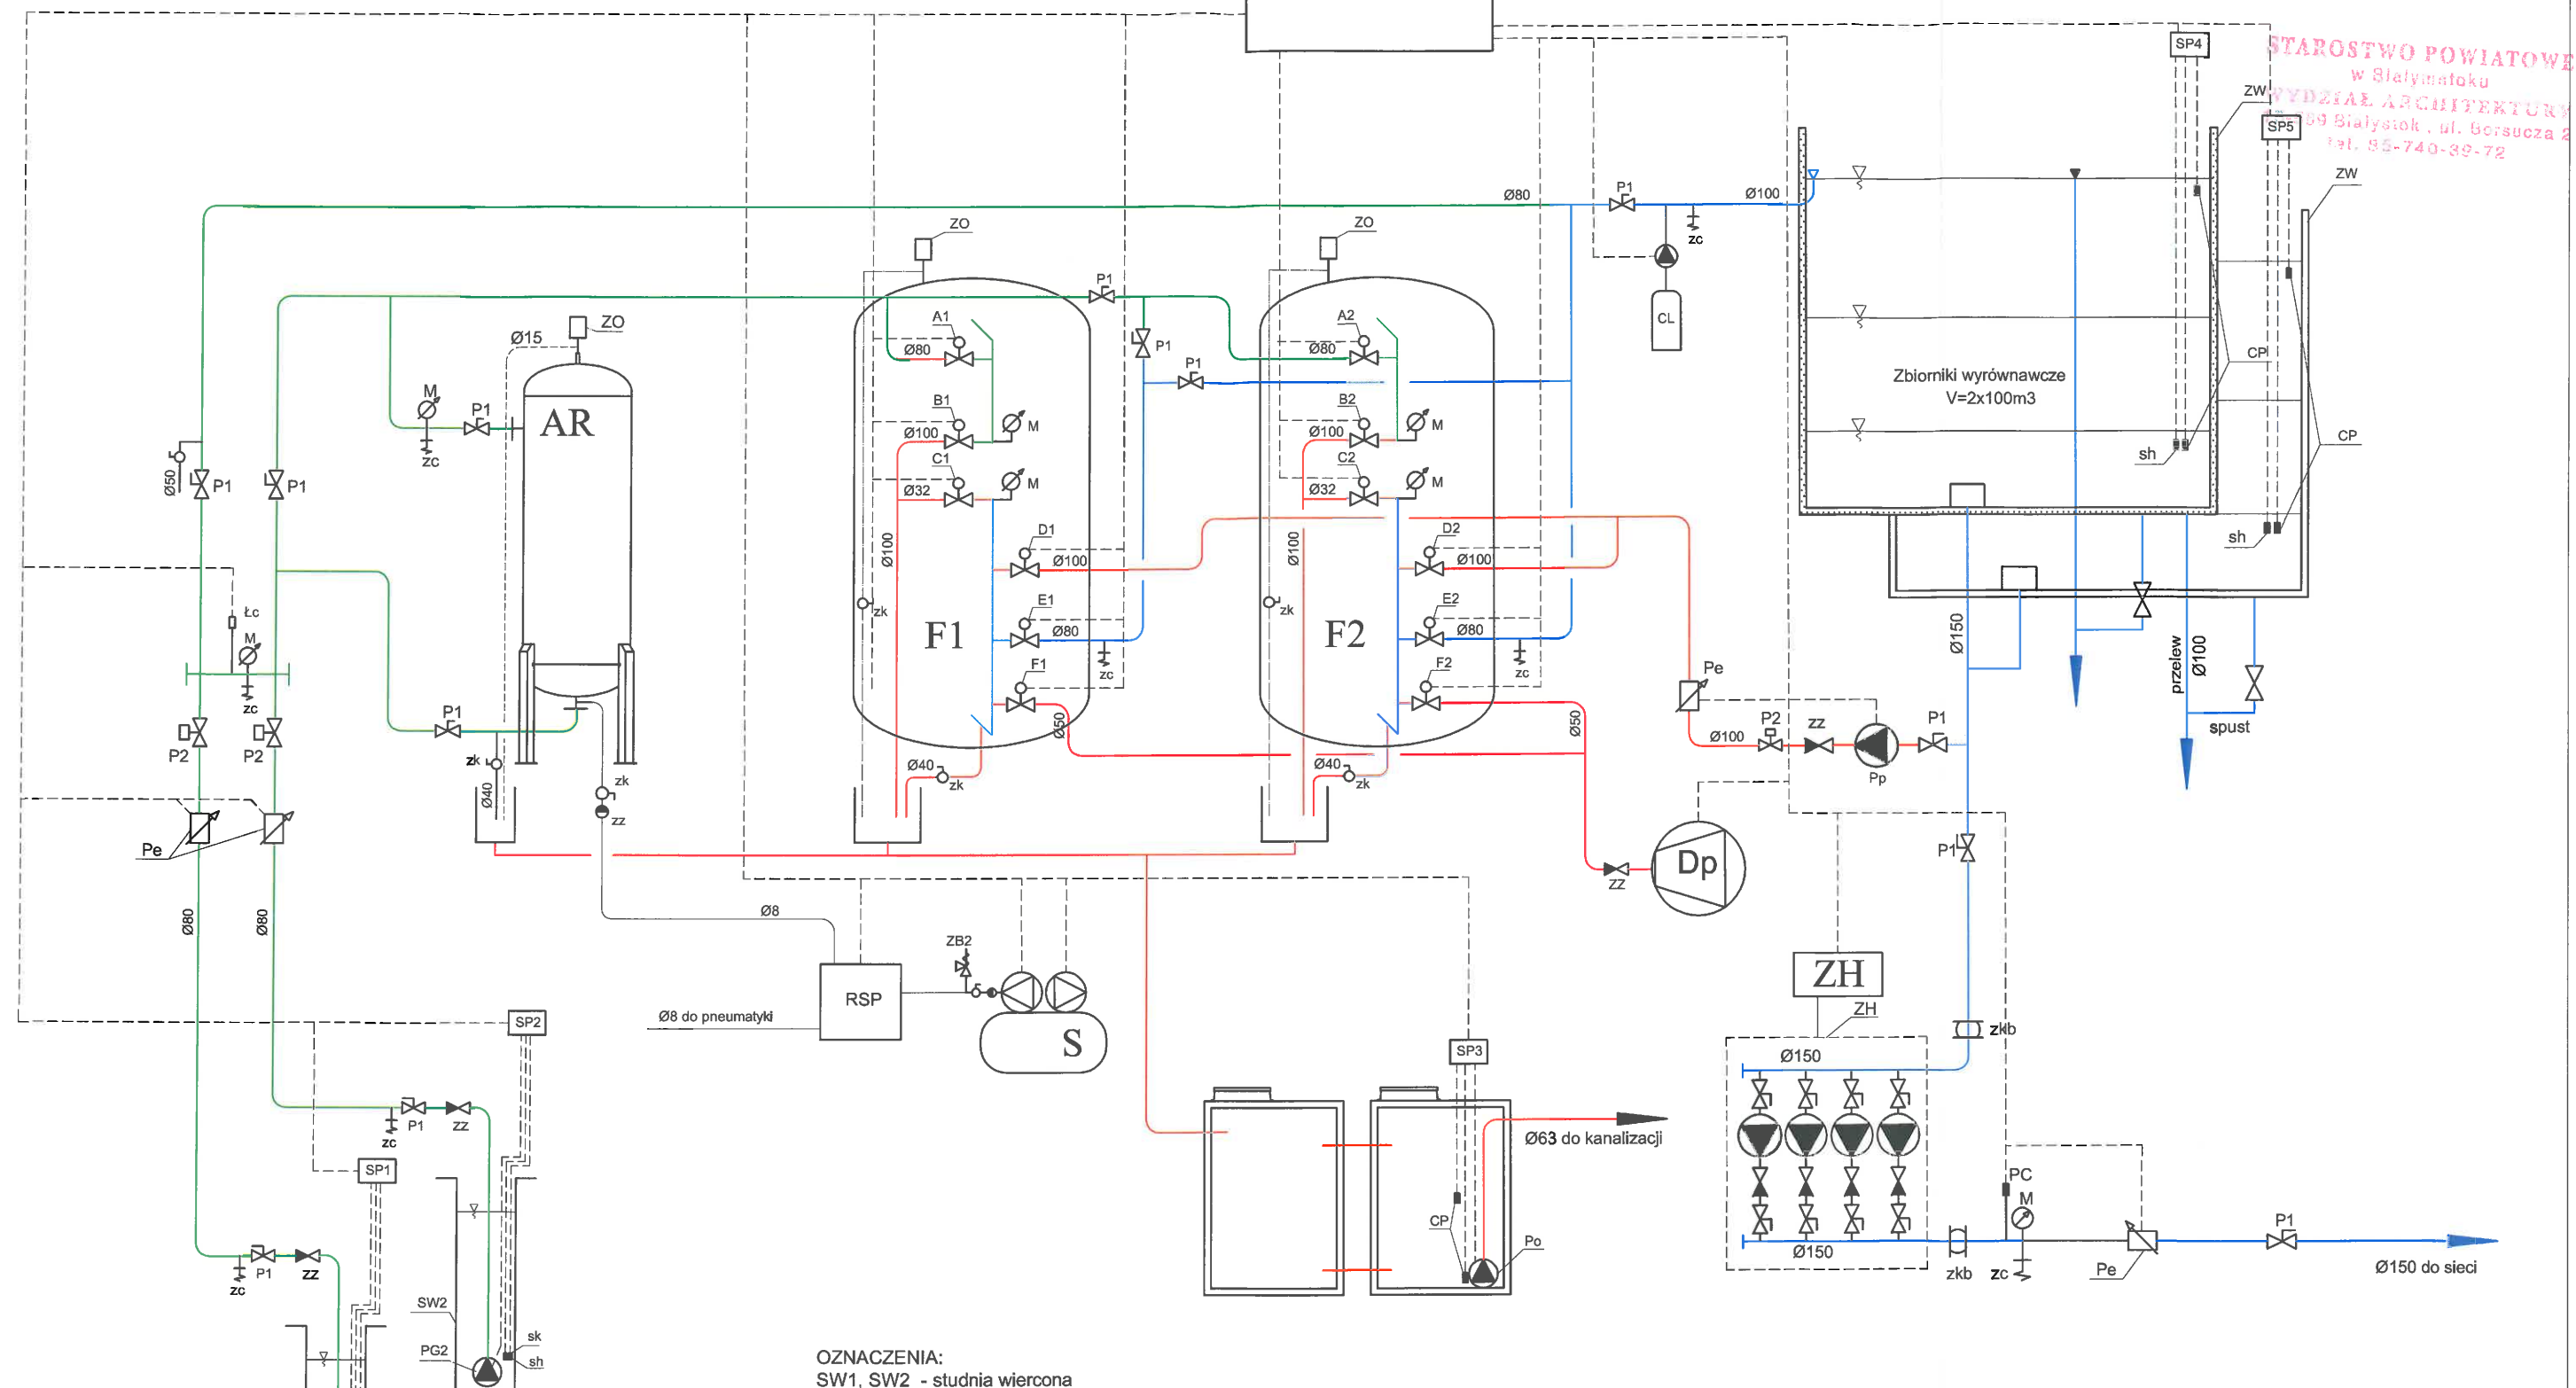 SP4
STAROSTWO POWIATOWE
w Białymstoku
WYDZIAŁ ARCHITEKTURY
Białystok, ul. Borsucza 2
tel. 85-740-39-72
ZW
SP5
ZW
Ø80
P1
Ø100
zc
ZO
ZO
P1
CL
Ø15
ZO
A1
Ø80
A2
Ø80
P1
P1
CP
Zbiorniki wyrównawcze
V=2x100m3
M
P1
AR
zc
B1
Ø100
M
B2
Ø100
M
CP
C1
Ø32
M
C2
Ø32
M
sh
Ø50
P1
P1
D1
Ø100
Ø100
D2
Ø100
Ø100
sh
Łc
M
zc
zk
E1
Ø80
F1
zc
zk
E2
Ø80
F2
zc
Ø150
przelew
Ø100
F1
Ø50
F2
Ø50
Pe
P2
P2
P1
zk
Ø40
zk
zz
Ø40
zk
Ø40
zk
Ø100
P2
zz
Pp
P1
spust
Pe
Dp
zz
P1
Ø80
Ø80
Ø8
ZB2
RSP
Ø8 do pneumatyki
S
ZH
ZH
zkb
SP2
SP3
Ø150
zc
P1
zz
Ø63 do kanalizacji
SP1
PC
M
CP
Po
Ø150
zkb
zc
Pe
P1
Ø150 do sieci
zc
P1
zz
SW2
PG2
sk
sh
OZNACZENIA:
SW1, SW2 - studnia wiercona